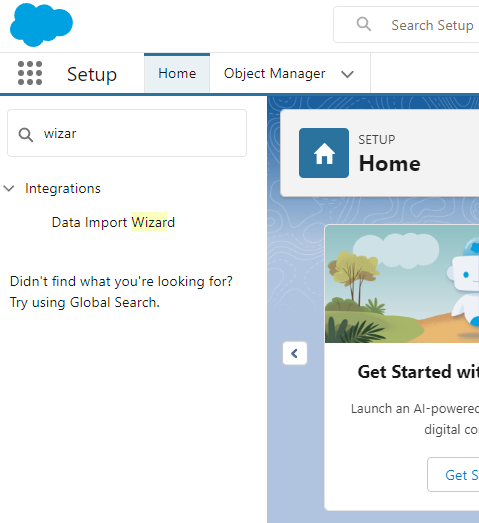 Search Setup
Setup
Home
Object Manager
wizar
Integrations
Data Import Wizard
Didn't find what you're looking for?
Try using Global Search.
SETUP
Home
Get Started wit
Launch an AI-powered
digital co
Get S